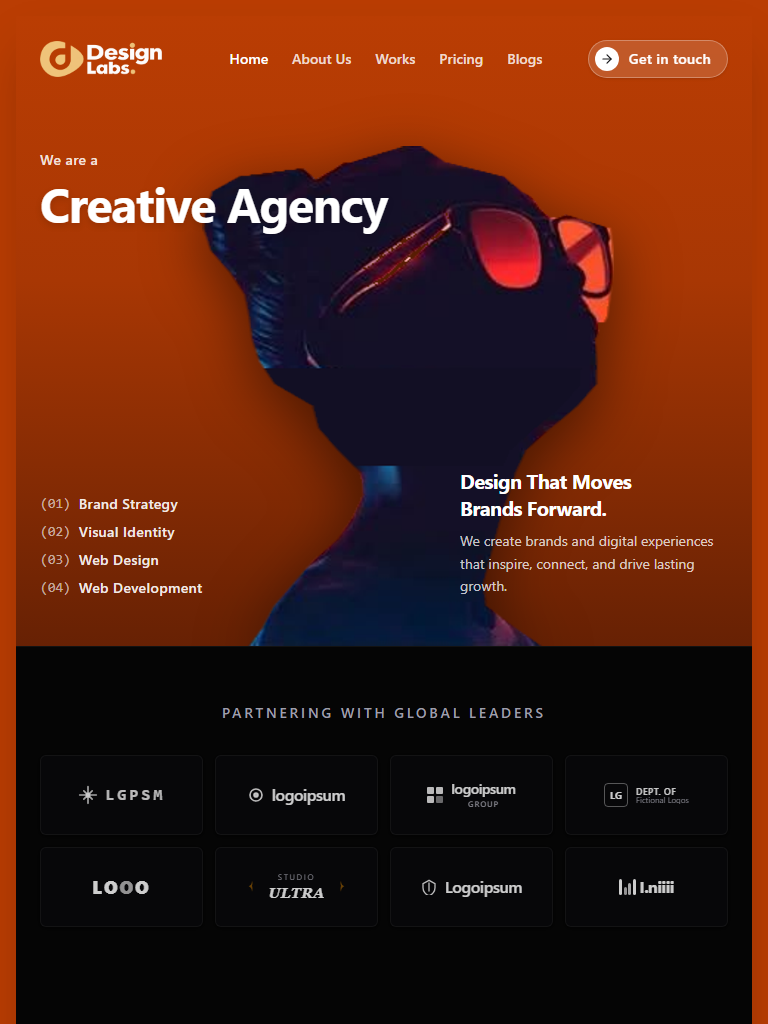 Design
Labs.
Home
About Us
Works
Pricing
Blogs
Get in touch
We are a
Creative Agency
(01) Brand Strategy
(02) Visual Identity
(03) Web Design
(04) Web Development
Design That Moves
Brands Forward.
We create brands and digital experiences
that inspire, connect, and drive lasting
growth.
PARTNERING WITH GLOBAL LEADERS
LGPSM
logoipsum
logoipsum
GROUP
LG
DEPT. OF
Fictional Logos
LOOO
STUDIO
ULTRA
Logoipsum
l.niiii